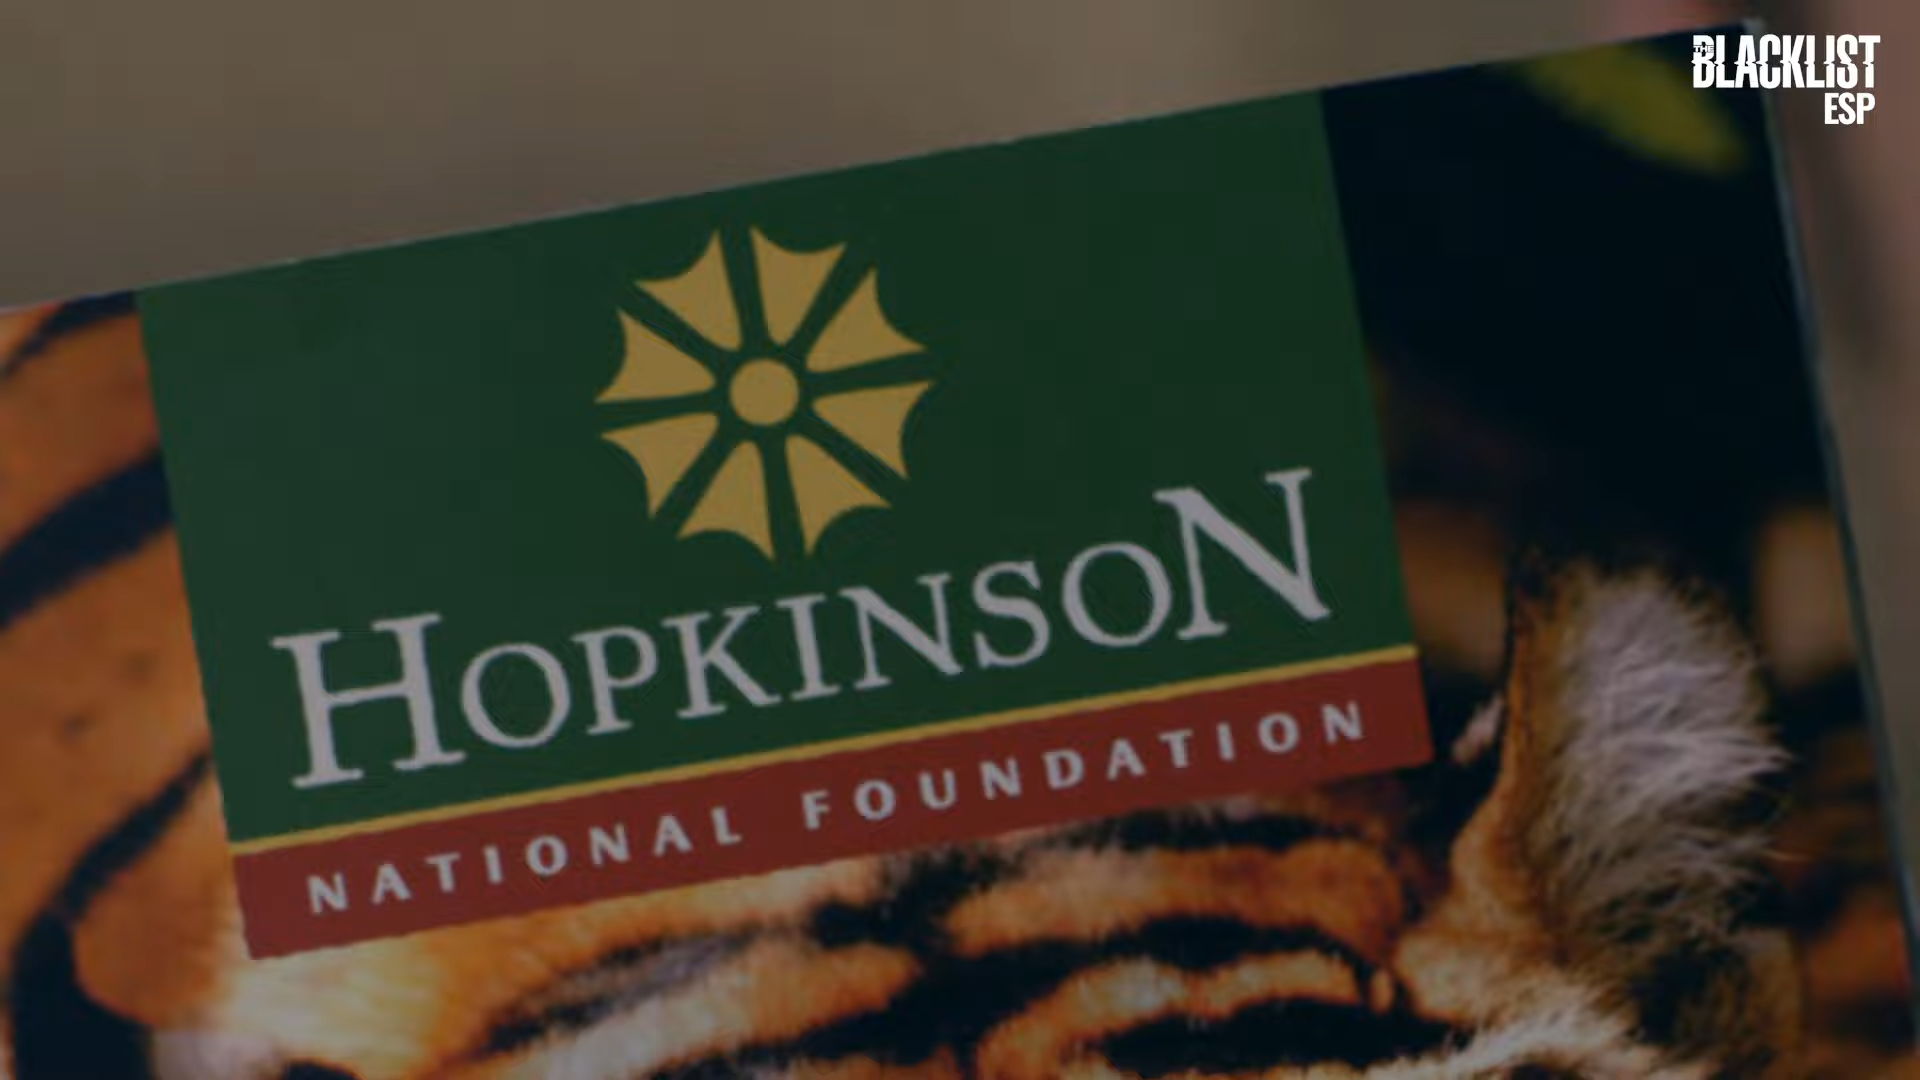 THE
BLACKLIST
ESP
HOPKINSON
NATIONAL FOUNDATION